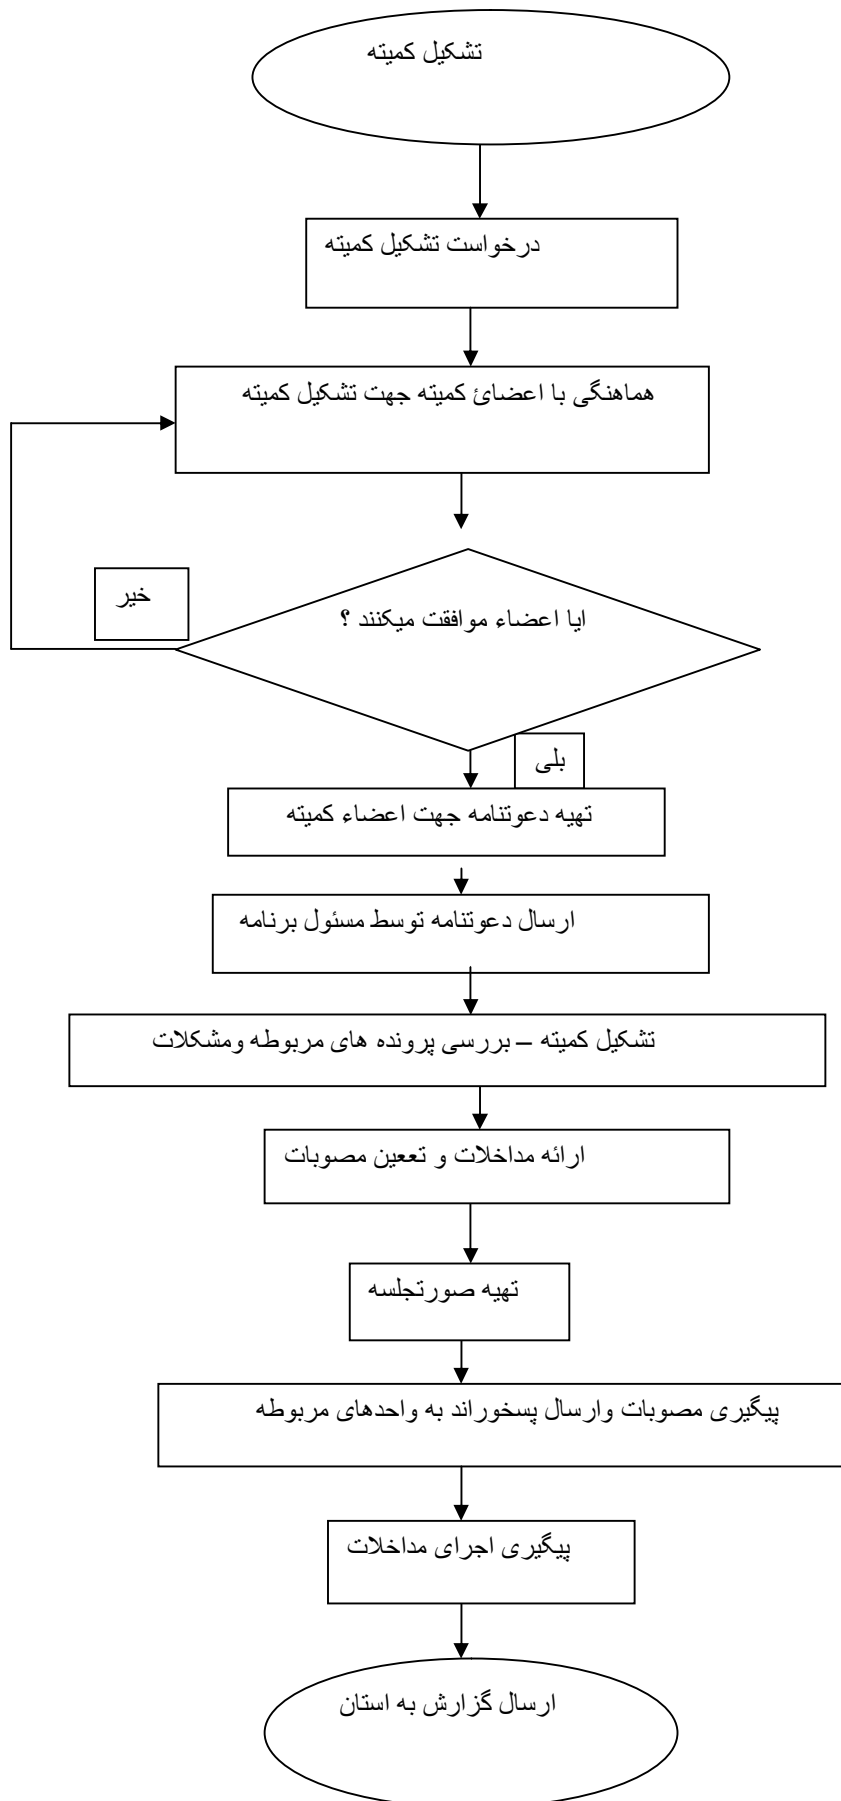 تشکیل کمیته
درخواست تشکیل کمیته
هماهنگی با اعضائ کمیته جهت تشکیل کمیته
خیر
ایا اعضاء موافقت میکنند ؟
بلی
تهیه دعوتنامه جهت اعضاء کمیته
ارسال دعوتنامه توسط مسئول برنامه
تشکیل کمیته – بررسی پرونده های مربوطه ومشکلات
ارائه مداخلات و تععین مصوبات
تهیه صورتجلسه
پیگیری مصوبات وارسال پسخوراند به واحدهای مربوطه
پیگیری اجرای مداخلات
ارسال گزارش به استان